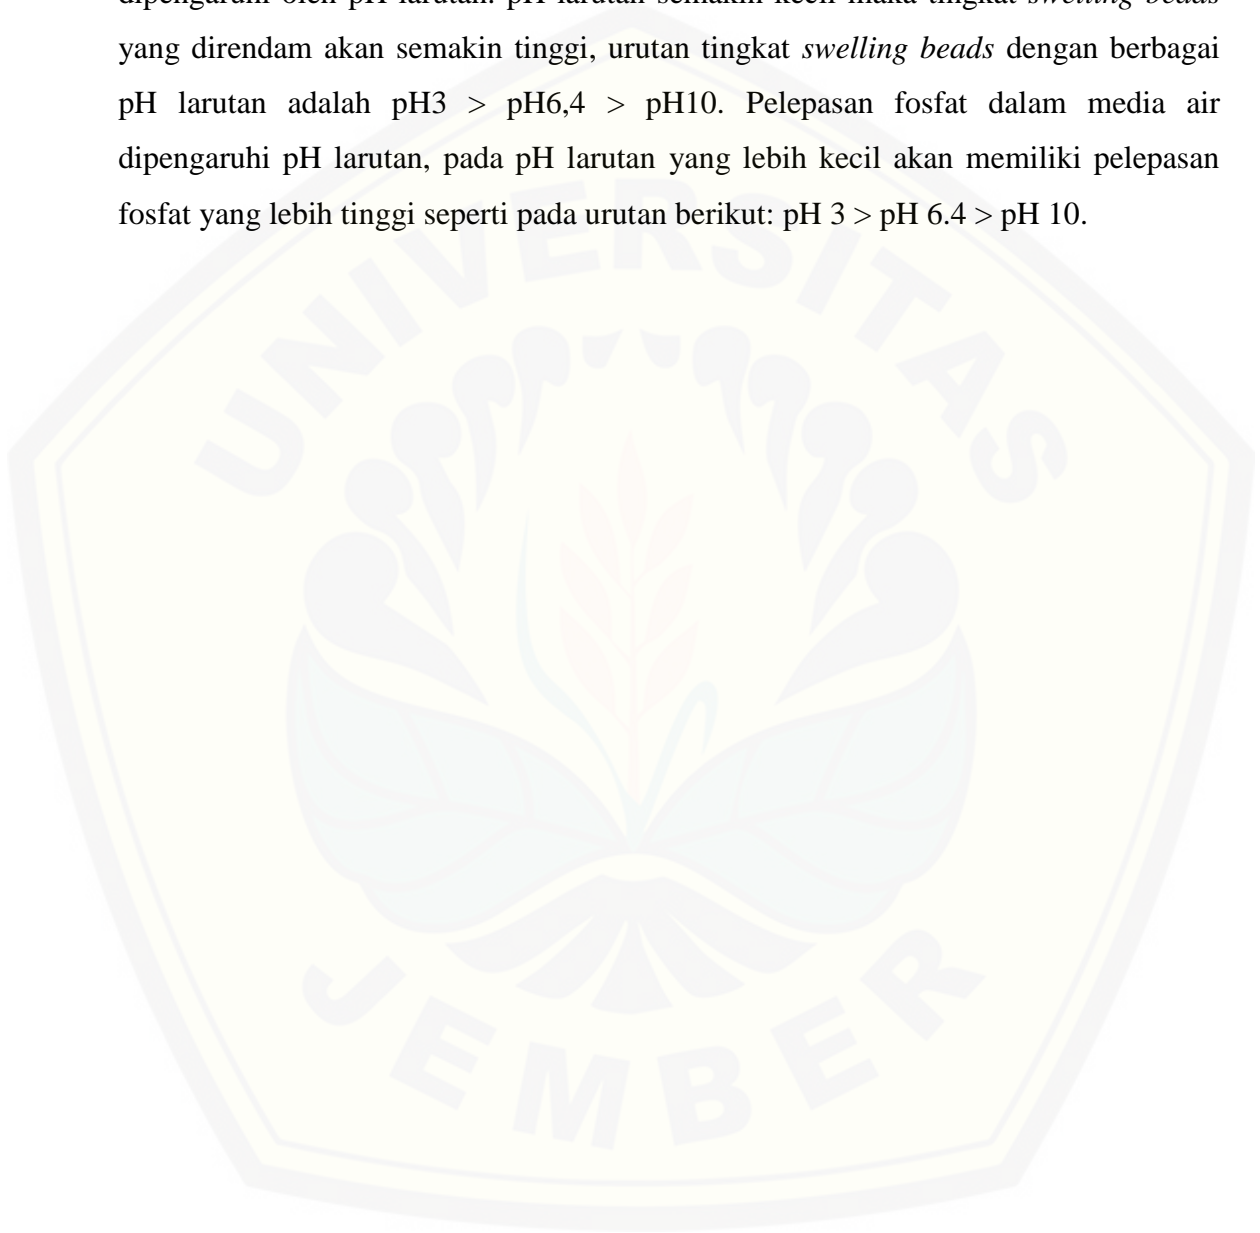 dipengaruhi oleh pH larutan. pH larutan semakin kecil maka tingkat swelling beads
yang direndam akan semakin tinggi, urutan tingkat swelling beads dengan berbagai
pH larutan adalah pH3 > pH6,4 > pH10. Pelepasan fosfat dalam media air
dipengaruhi pH larutan, pada pH larutan yang lebih kecil akan memiliki pelepasan
fosfat yang lebih tinggi seperti pada urutan berikut: pH 3 > pH 6.4 > pH 10.
UNIVERSITAS
JEMBER